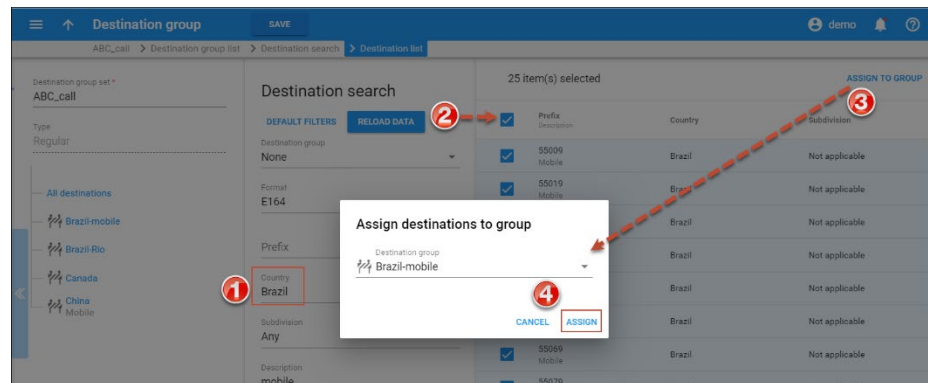 Destination group
SAVE
demo
ABC_call > Destination group list > Destination search > Destination list
Destination group set *
ABC_call
Type
Regular
All destinations
Brazil-mobile
Brazil-Rio
Canada
China
Mobile
Destination search
DEFAULT FILTERS
RELOAD DATA
Destination group
None
Format
E164
Prefix
1
Country
Brazil
Subdivision
Any
Description
mobile
25 item(s) selected
ASSIGN TO GROUP
2
3
Prefix
Description
Country
Subdivision
55009
Mobile
Brazil
Not applicable
55019
Mobile
Brazil
Not applicable
Brazil
Not applicable
Brazil
Not applicable
Brazil
Not applicable
Brazil
Not applicable
55069
Mobile
Brazil
Not applicable
55079
Assign destinations to group
Destination group
Brazil-mobile
4
CANCEL
ASSIGN